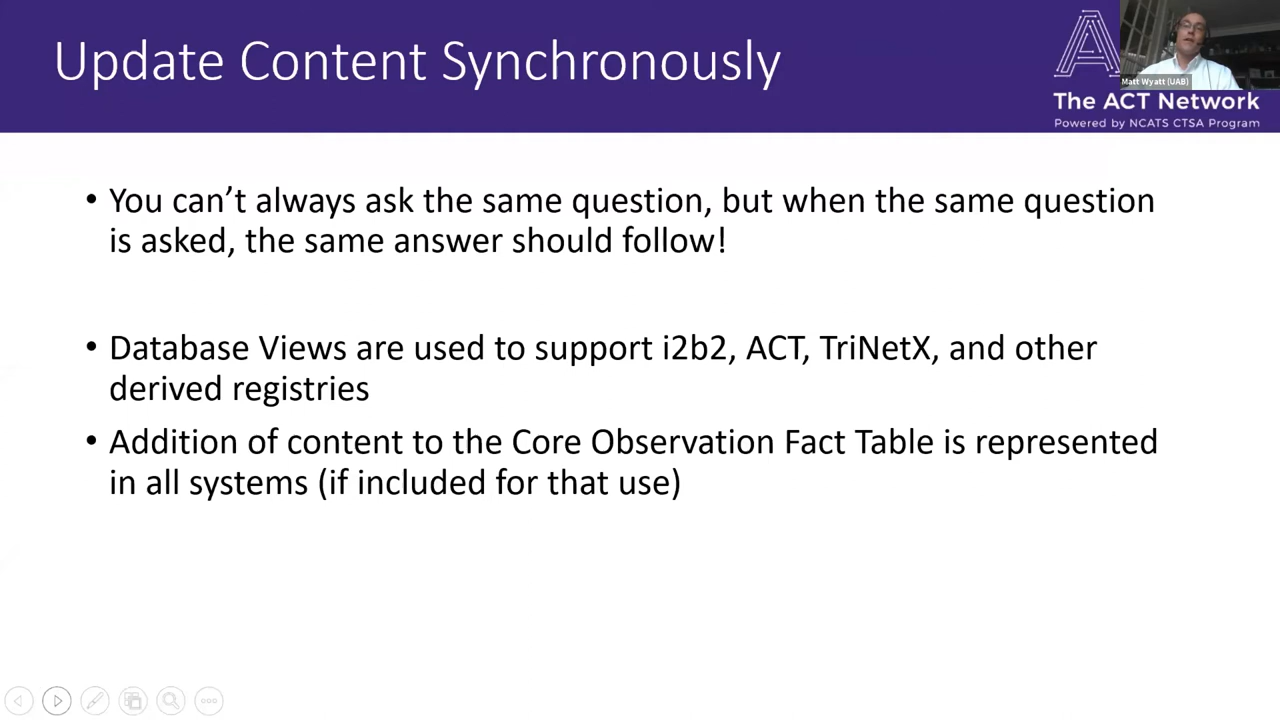 Update Content Synchronously
Matt Wyatt (UAB)
The ACT Network
Powered by NCATS CTSA Program
• You can’t always ask the same question, but when the same question
is asked, the same answer should follow!
• Database Views are used to support i2b2, ACT, TriNetX, and other
derived registries
• Addition of content to the Core Observation Fact Table is represented
in all systems (if included for that use)